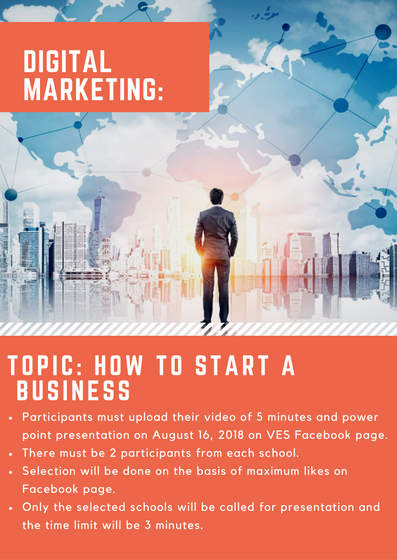 DIGITAL
MARKETING:
TOPIC: HOW TO START A
BUSINESS
• Participants must upload their video of 5 minutes and power
point presentation on August 16, 2018 on VES Facebook page.
• There must be 2 participants from each school.
• Selection will be done on the basis of maximum likes on
Facebook page.
• Only the selected schools will be called for presentation and
the time limit will be 3 minutes.